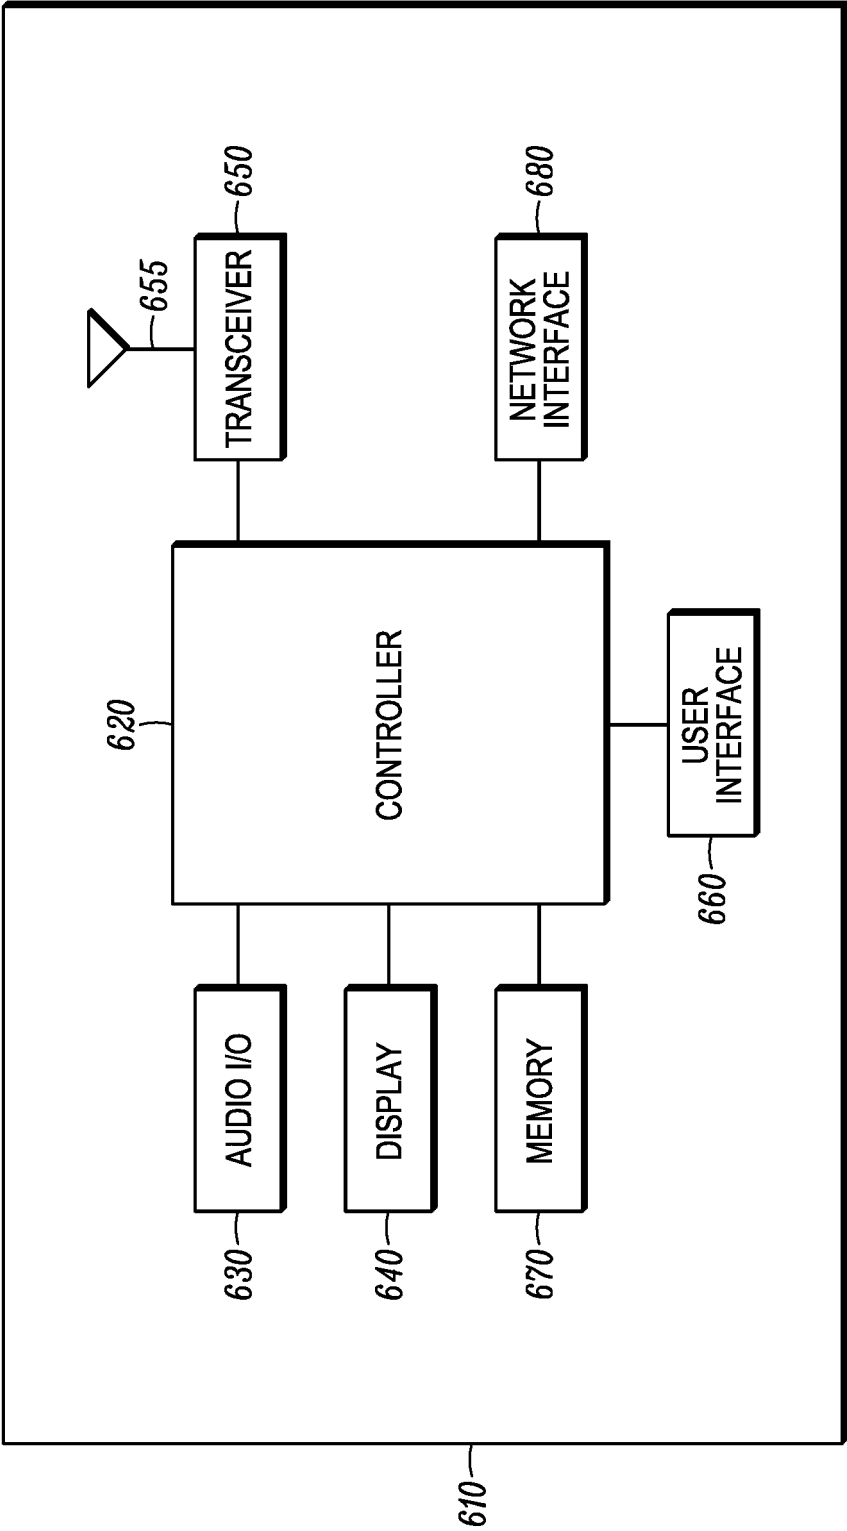 610
630
AUDIO I/O
640
DISPLAY
670
MEMORY
620
CONTROLLER
660
USER
INTERFACE
655
650
TRANSCEIVER
680
NETWORK
INTERFACE